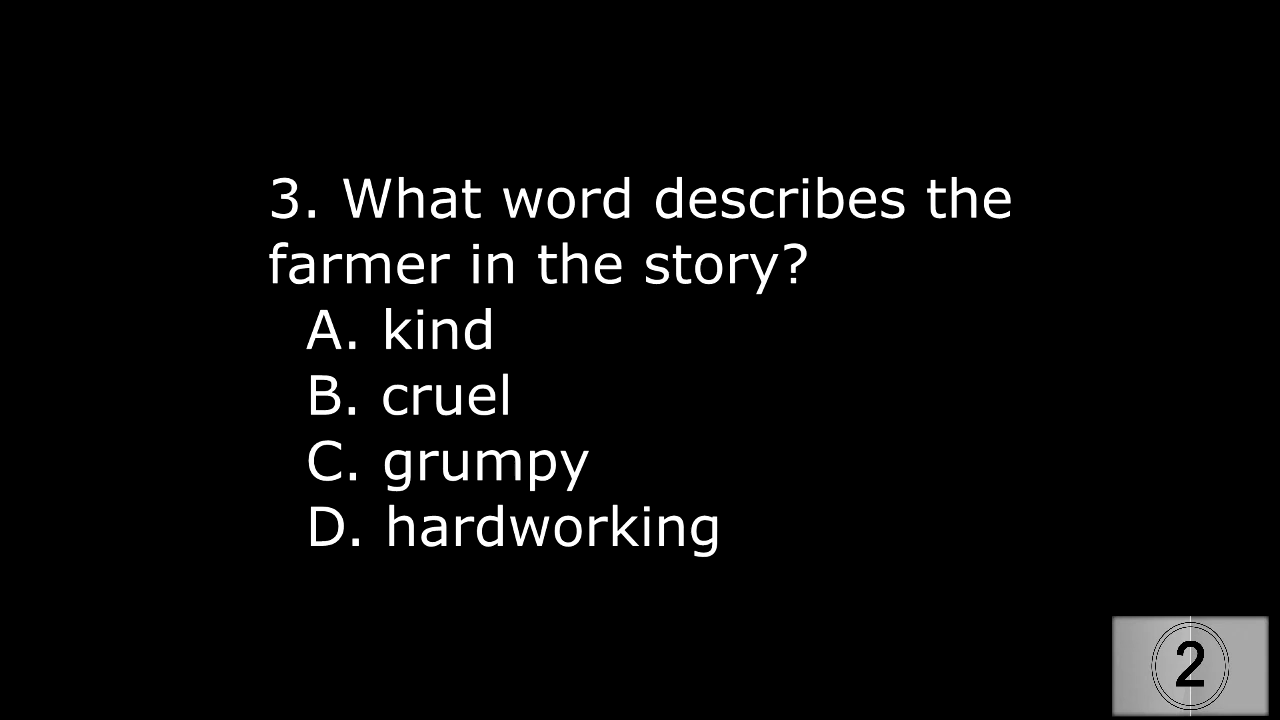 3. What word describes the
farmer in the story?
A. kind
B. cruel
C. grumpy
D. hardworking
2